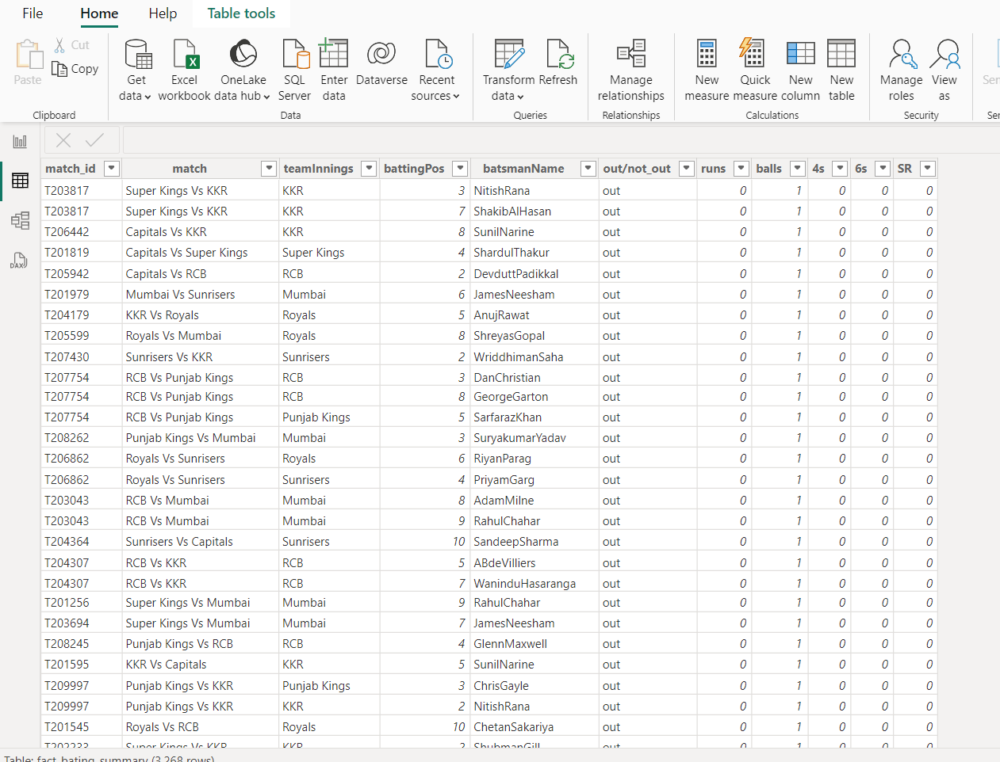 File Home Help Table tools
Paste Cut Copy Get data Excel workbook OneLake data hub SQL Server Enter data Dataverse Recent sources Transform data Refresh Manage relationships New measure Quick measure New column New table Manage roles View as
Clipboard Data Queries Relationships Calculations Security
match_id match teamInnings battingPos batsmanName out/not_out runs balls 4s 6s SR
T203817 Super Kings Vs KKR KKR 3 NitishRana out 0 1 0 0 0
T203817 Super Kings Vs KKR KKR 7 ShakibAlHasan out 0 1 0 0 0
T206442 Capitals Vs KKR KKR 8 SunilNarine out 0 1 0 0 0
T201819 Capitals Vs Super Kings Super Kings 4 ShardulThakur out 0 1 0 0 0
T205942 Capitals Vs RCB RCB 2 DevduttPadikkal out 0 1 0 0 0
T201979 Mumbai Vs Sunrisers Mumbai 6 JamesNeesham out 0 1 0 0 0
T204179 KKR Vs Royals Royals 5 AnujRawat out 0 1 0 0 0
T205599 Royals Vs Mumbai Royals 8 ShreyasGopal out 0 1 0 0 0
T207430 Sunrisers Vs KKR Sunrisers 2 WriddhimanSaha out 0 1 0 0 0
T207754 RCB Vs Punjab Kings RCB 3 DanChristian out 0 1 0 0 0
T207754 RCB Vs Punjab Kings RCB 8 GeorgeGarton out 0 1 0 0 0
T207754 RCB Vs Punjab Kings Punjab Kings 5 SarfarazKhan out 0 1 0 0 0
T208262 Punjab Kings Vs Mumbai Mumbai 3 SuryakumarYadav out 0 1 0 0 0
T206862 Royals Vs Sunrisers Royals 6 RiyanParag out 0 1 0 0 0
T206862 Royals Vs Sunrisers Sunrisers 4 PriyamGarg out 0 1 0 0 0
T203043 RCB Vs Mumbai Mumbai 8 AdamMilne out 0 1 0 0 0
T203043 RCB Vs Mumbai Mumbai 9 RahulChahar out 0 1 0 0 0
T204364 Sunrisers Vs Capitals Sunrisers 10 SandeepSharma out 0 1 0 0 0
T204307 RCB Vs KKR RCB 5 ABdeVilliers out 0 1 0 0 0
T204307 RCB Vs KKR RCB 7 WaninduHasaranga out 0 1 0 0 0
T201256 Super Kings Vs Mumbai Mumbai 9 RahulChahar out 0 1 0 0 0
T203694 Super Kings Vs Mumbai Mumbai 7 JamesNeesham out 0 1 0 0 0
T208245 Punjab Kings Vs RCB RCB 4 GlennMaxwell out 0 1 0 0 0
T201595 KKR Vs Capitals KKR 5 SunilNarine out 0 1 0 0 0
T209997 Punjab Kings Vs KKR Punjab Kings 3 ChrisGayle out 0 1 0 0 0
T209997 Punjab Kings Vs KKR KKR 2 NitishRana out 0 1 0 0 0
T201545 Royals Vs RCB Royals 10 ChetanSakariya out 0 1 0 0 0
T202233 Super Kings Vs KKR KKR 2 ShubmanGill out 0 1 0 0 0
Table: fact_bating_summary (3,268 rows)
DAX